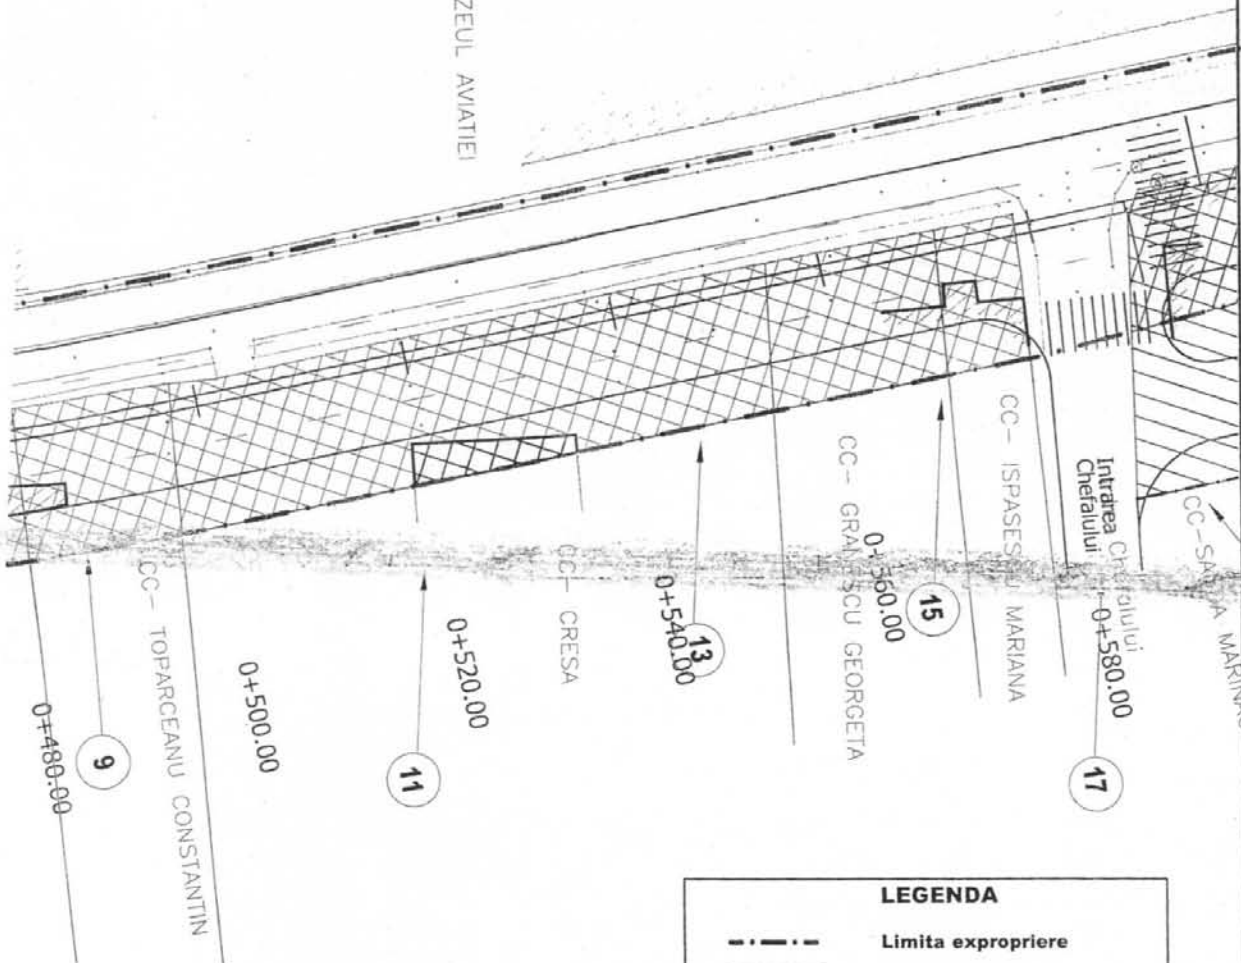 ZEUL AVIATIEI
CC- TOPARCEANU CONSTANTIN
CC- CRESA
CC- GRANESCU GEORGETA
CC- ISPASESCU MARIANA
Intrarea
Chefalului
0+480.00
0+500.00
0+520.00
0+540.00
0+560.00
0+580.00
9
11
13
15
17
LEGENDA
Limita expropriere